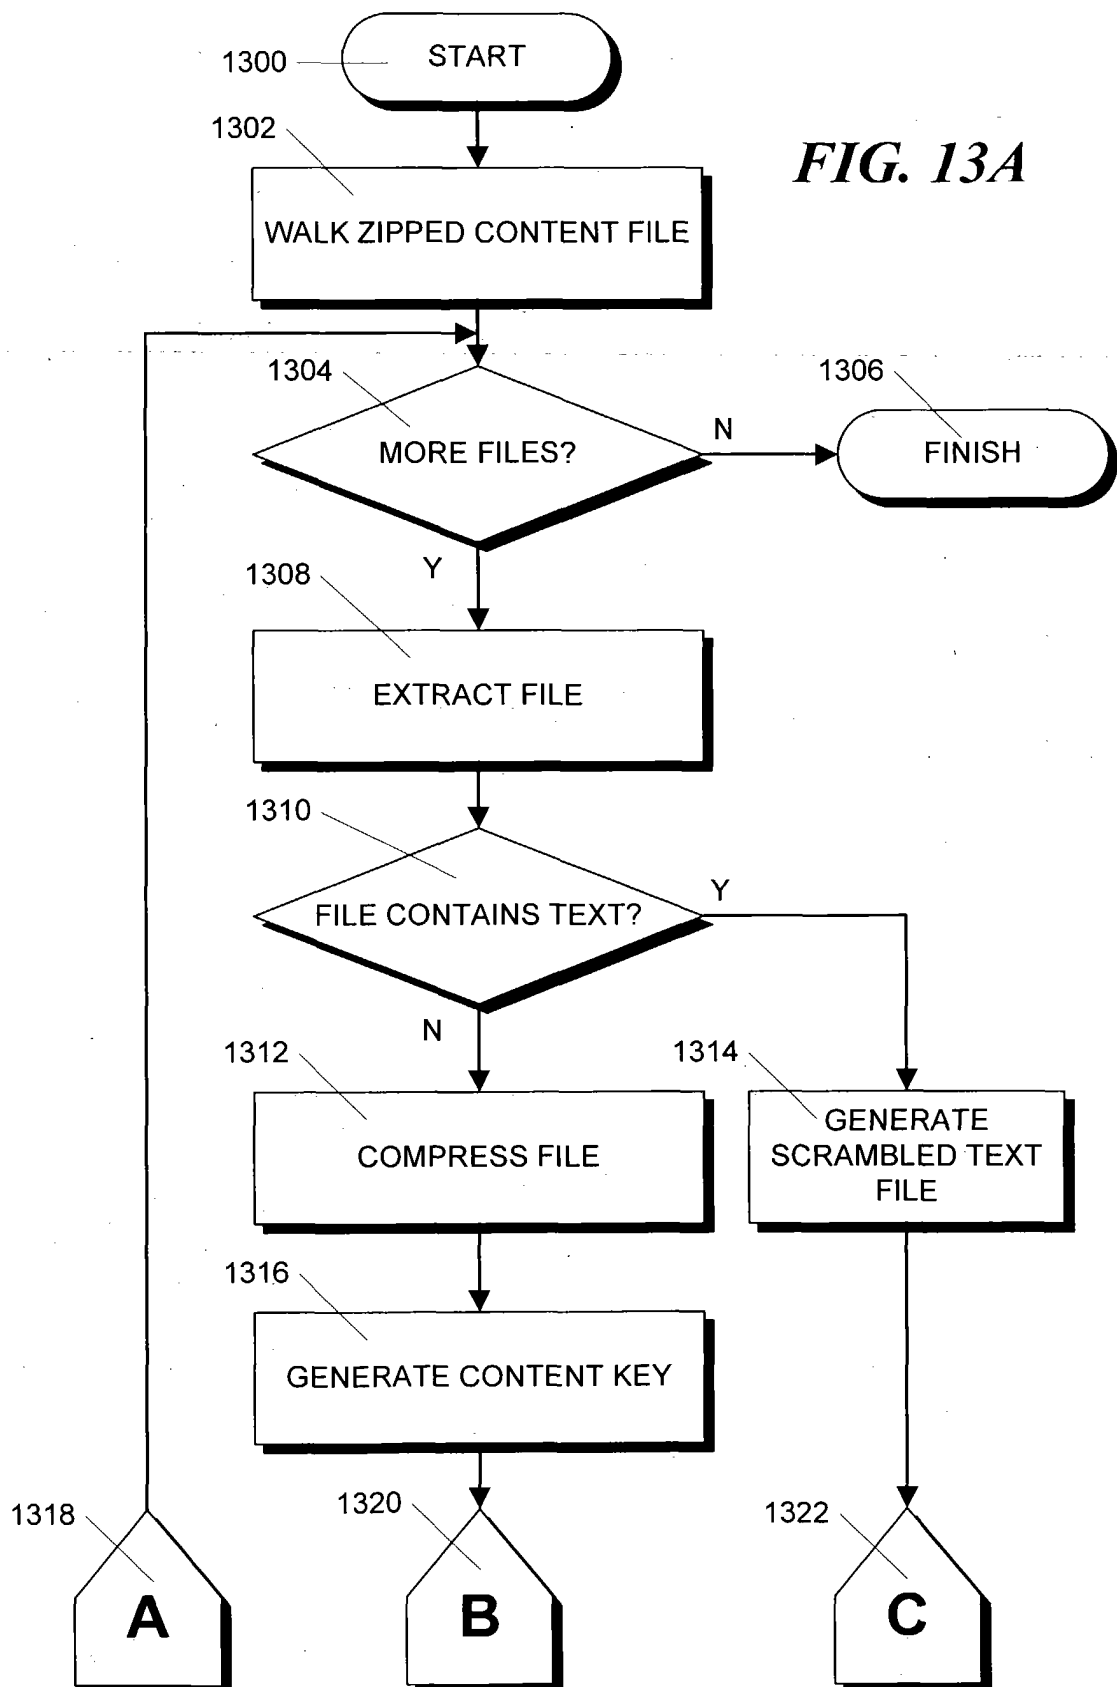 1300
START
1302
FIG. 13A
WALK ZIPPED CONTENT FILE
1304
1306
MORE FILES?
N
FINISH
Y
1308
EXTRACT FILE
1310
FILE CONTAINS TEXT?
Y
N
1312
1314
COMPRESS FILE
GENERATE
SCRAMBLED TEXT
FILE
1316
GENERATE CONTENT KEY
1318
1320
1322
A
B
C